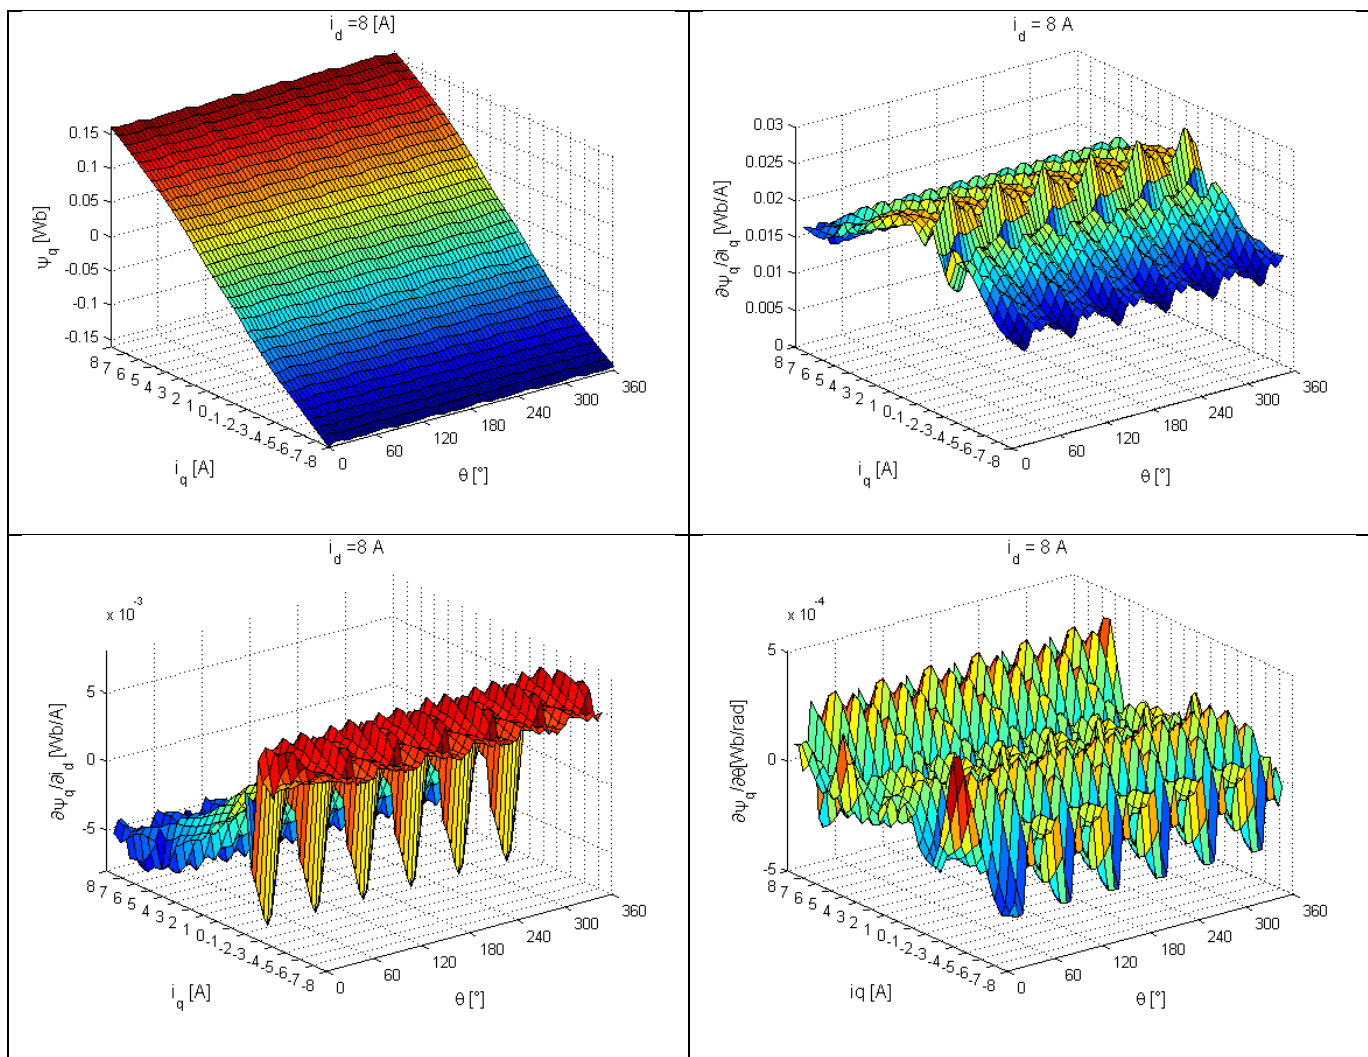 i_d =8 [A]
ψ_q [Wb]
0.15
0.1
0.05
0
-0.05
-0.1
-0.15
8 7 6 5 4 3 2 1 0 -1 -2 -3 -4 -5 -6 -7 -8
i_q [A]
0 60 120 180 240 300 360
θ [°]
i_d = 8 A
∂ψ_q/∂i_q [Wb/A]
0.03
0.025
0.02
0.015
0.01
0.005
0
8 7 6 5 4 3 2 1 0 -1 -2 -3 -4 -5 -6 -7 -8
i_q [A]
0 60 120 180 240 300 360
θ [°]
i_d =8 A
x 10^-3
∂ψ_q/∂i_d [Wb/A]
5
0
-5
8 7 6 5 4 3 2 1 0 -1 -2 -3 -4 -5 -6 -7 -8
i_q [A]
0 60 120 180 240 300 360
θ [°]
i_d = 8 A
x 10^-4
∂ψ_q/∂θ[Wb/rad]
5
0
-5
8 7 6 5 4 3 2 1 0 -1 -2 -3 -4 -5 -6 -7 -8
iq [A]
0 60 120 180 240 300 360
θ [°]